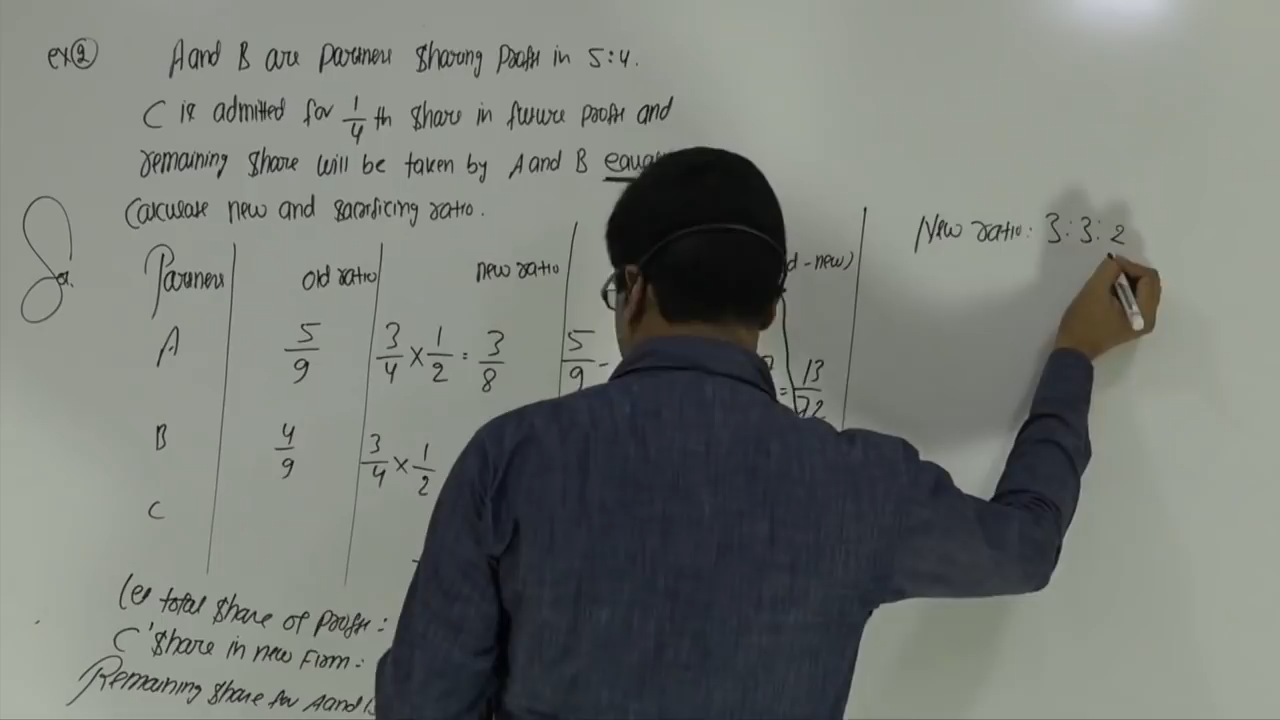 ex② A and B are partners sharing profit in 5:4.
C is admitted for 1/4 th share in future profit and
remaining share will be taken by A and B
Calculate new and sacrificing ratio.
Partners old ratio new ratio - new)
A 5/9 3/4 × 1/2 = 3/8 5/9 - = 13/72
B 4/9 3/4 × 1/2
C
New ratio: 3:3:2
let total share of profit:
C's share in new firm:
Remaining share for A and B